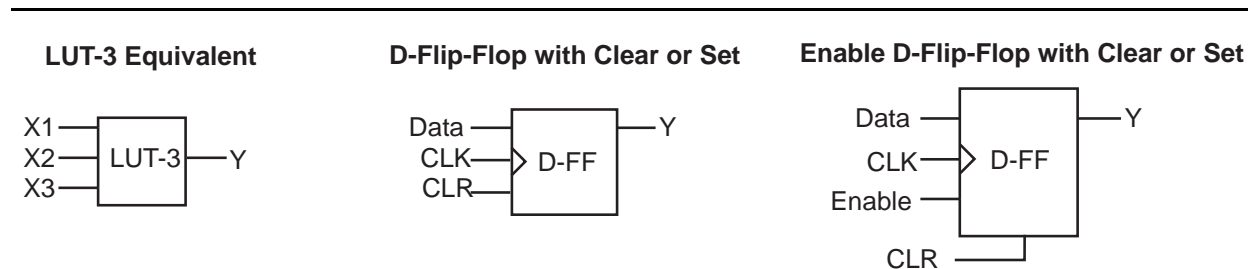 LUT-3 Equivalent
X1
X2
X3
LUT-3
Y
D-Flip-Flop with Clear or Set
Data
CLK
CLR
D-FF
Y
Enable D-Flip-Flop with Clear or Set
Data
CLK
Enable
CLR
D-FF
Y